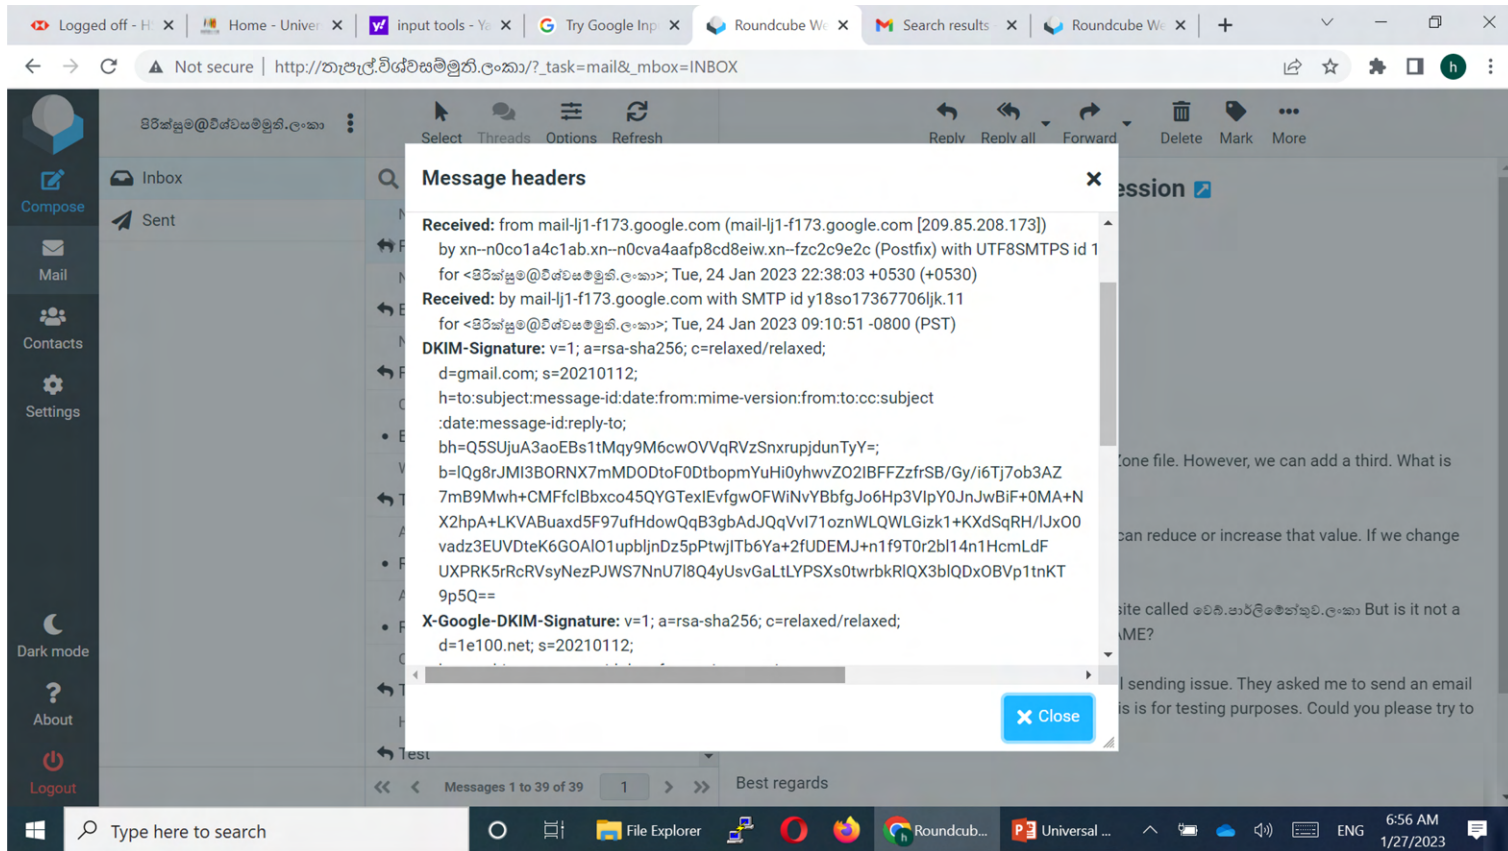 Logged off - H
Home - Univer
input tools - Ya
Try Google Inp
Roundcube We
Search results
Roundcube We
Not secure | http://තැපැල්.විශ්වසම්මුති.ලංකා/?_task=mail&_mbox=INBOX
h
පිරික්සුම@විශ්වසම්මුති.ලංකා
Select Threads Options Refresh
Reply Reply all Forward Delete Mark More
Compose
Mail
Contacts
Settings
Dark mode
About
Logout
Inbox
Sent
Message headers
ession
Received: from mail-lj1-f173.google.com (mail-lj1-f173.google.com [209.85.208.173])
by xn--n0co1a4c1ab.xn--n0cva4aafp8cd8eiw.xn--fzc2c9e2c (Postfix) with UTF8SMTPS id 1
for <පිරික්සුම@විශ්වසම්මුති.ලංකා>; Tue, 24 Jan 2023 22:38:03 +0530 (+0530)
Received: by mail-lj1-f173.google.com with SMTP id y18so17367706ljk.11
for <පිරික්සුම@විශ්වසම්මුති.ලංකා>; Tue, 24 Jan 2023 09:10:51 -0800 (PST)
DKIM-Signature: v=1; a=rsa-sha256; c=relaxed/relaxed;
d=gmail.com; s=20210112;
h=to:subject:message-id:date:from:mime-version:from:to:cc:subject
:date:message-id:reply-to;
bh=Q5SUjuA3aoEBs1tMqy9M6cwOVVqRVzSnxrupjdunTyY=;
b=lQg8rJMI3BORNX7mMDODtoF0DtbopmYuHi0yhwvZO2IBFFZzfrSB/Gy/i6Tj7ob3AZ
7mB9Mwh+CMFfclBbxco45QYGTexIEvfgwOFWiNvYBbfgJo6Hp3VIpY0JnJwBiF+0MA+N
X2hpA+LKVABuaxd5F97ufHdowQqB3gbAdJQqVvI71oznWLQWLGizk1+KXdSqRH/lJxO0
vadz3EUVDteK6GOAlO1upbljnDz5pPtwjITb6Ya+2fUDEMJ+n1f9T0r2bl14n1HcmLdF
UXPRK5rRcRVsyNezPJWS7NnU7l8Q4yUsvGaLtLYPSXs0twrbkRlQX3blQDxOBVp1tnKT
9p5Q==
X-Google-DKIM-Signature: v=1; a=rsa-sha256; c=relaxed/relaxed;
d=1e100.net; s=20210112;
Close
Zone file. However, we can add a third. What is
can reduce or increase that value. If we change
site called වෙබ්.පාර්ලිමේන්තුව.ලංකා But is it not a
AME?
l sending issue. They asked me to send an email
is is for testing purposes. Could you please try to
Best regards
Test
Messages 1 to 39 of 39 1
Type here to search
File Explorer
Roundcub...
Universal ...
ENG
6:56 AM
1/27/2023